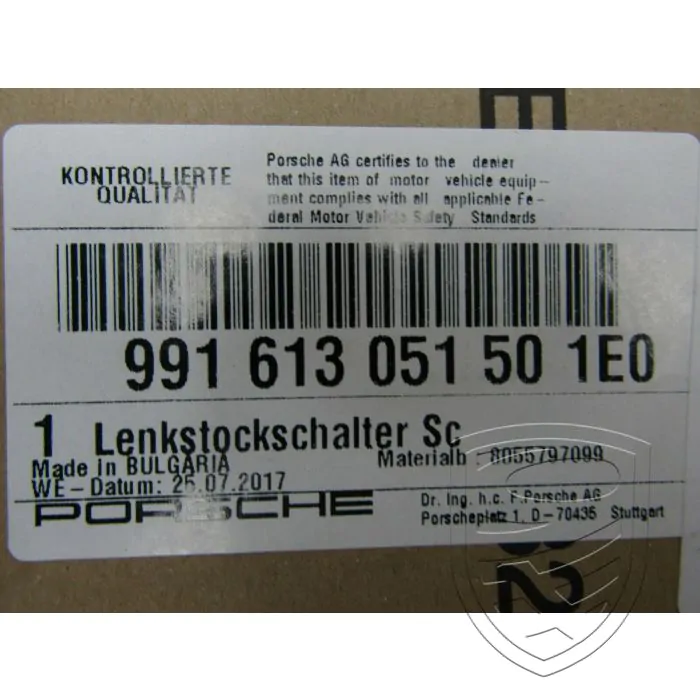 KONTROLLIERTE
QUALITÄT
Porsche AG certifies to the dealer
that this item of motor vehicle equip-
ment complies with all applicable Fe-
deral Motor Vehicle Safety Standards
991 613 051 50 1E0
1 Lenkstockschalter Sc
Made in BULGARIA
Materialb : 8055797099
WE-Datum: 25.07.2017
PORSCHE
Dr. Ing. h.c. F.Porsche AG
Porscheplatz 1, D-70435 Stuttgart